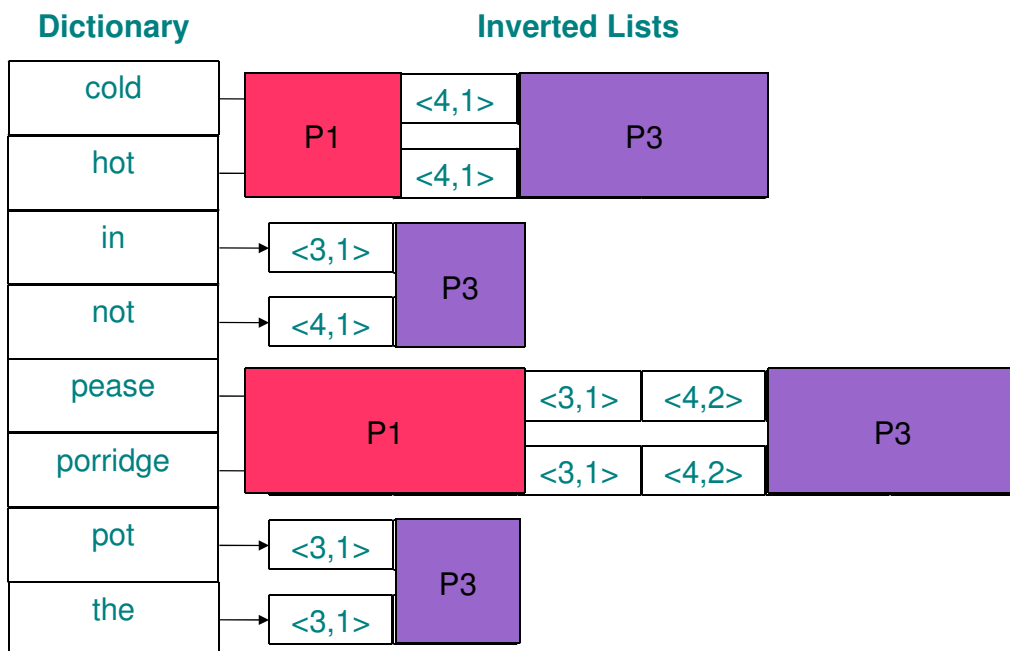 Dictionary Inverted Lists
cold <4,1>
P1 P3
hot <4,1>
in <3,1>
P3
not <4,1>
pease <3,1> <4,2>
P1 P3
porridge <3,1> <4,2>
pot <3,1>
P3
the <3,1>